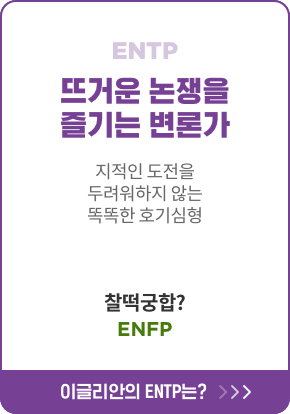 ENTP
뜨거운 논쟁을
즐기는 변론가
지적인 도전을
두려워하지 않는
똑똑한 호기심형
찰떡궁합?
ENFP
이글리안의 ENTP는? >>>